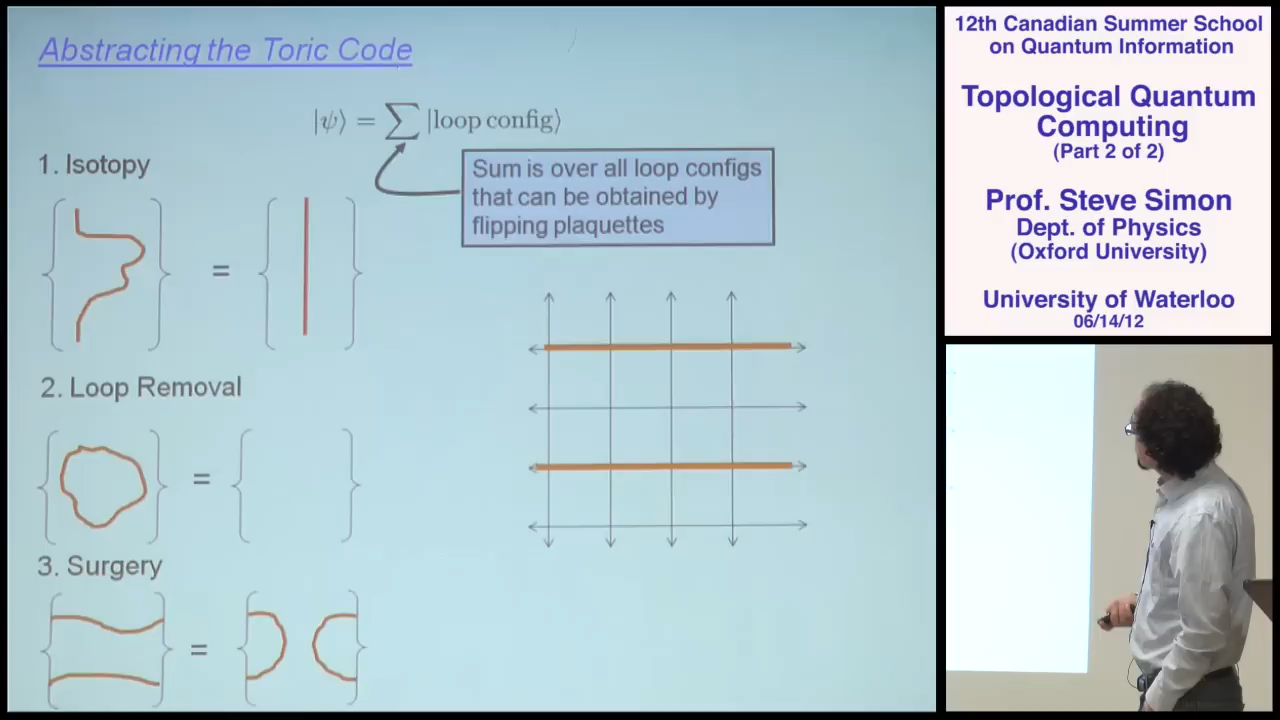 Abstracting the Toric Code
|ψ⟩ = ∑ |loop config⟩
1. Isotopy
Sum is over all loop configs
that can be obtained by
flipping plaquettes
=
2. Loop Removal
=
3. Surgery
=
12th Canadian Summer School
on Quantum Information
Topological Quantum
Computing
(Part 2 of 2)
Prof. Steve Simon
Dept. of Physics
(Oxford University)
University of Waterloo
06/14/12